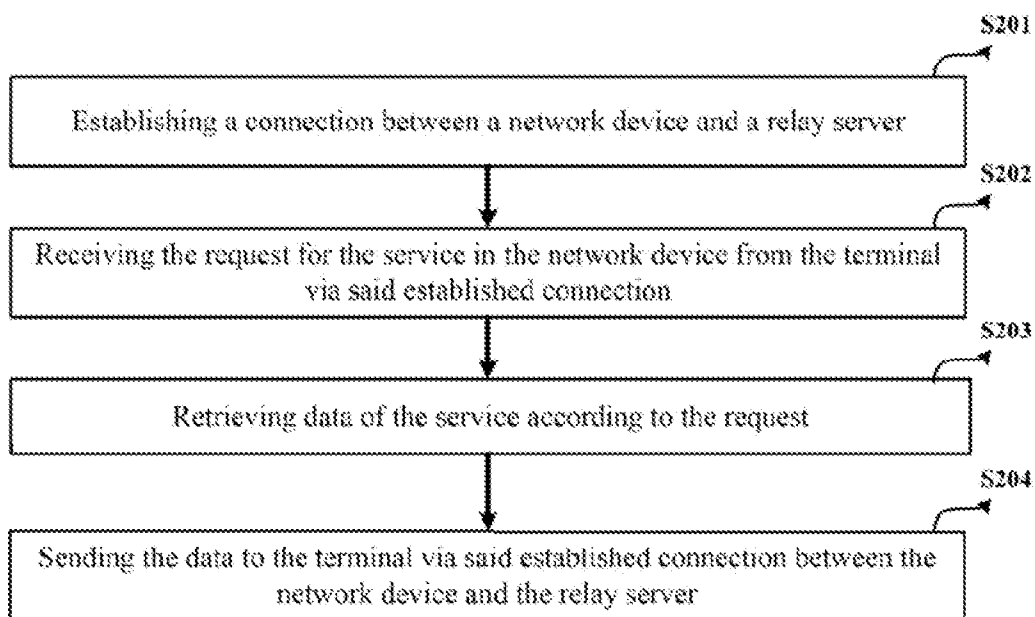 S201
Establishing a connection between a network device and a relay server
S202
Receiving the request for the service in the network device from the terminal
via said established connection
S203
Retrieving data of the service according to the request
S204
Sending the data to the terminal via said established connection between the
network device and the relay server